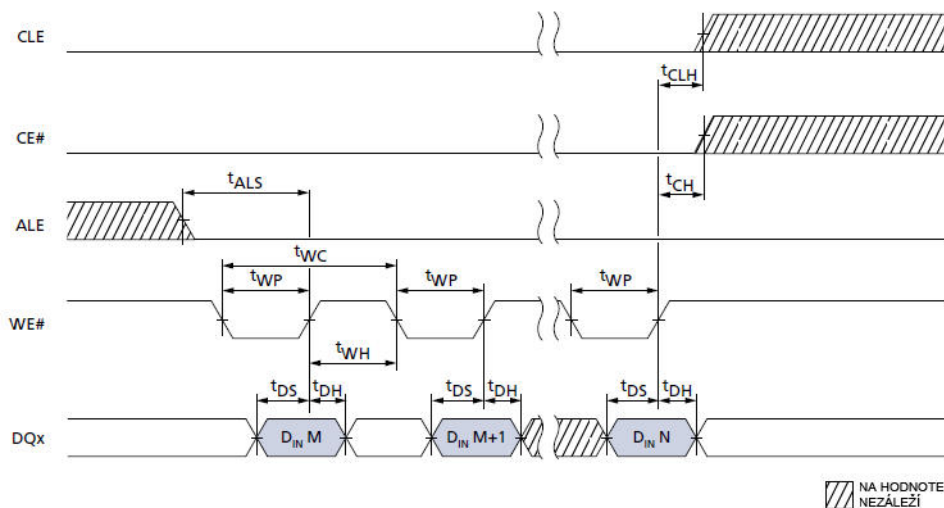 CLE
tCLH
CE#
tCH
tALS
ALE
tWC
tWP
tWP
tWP
WE#
tWH
tDS
tDH
tDS
tDH
tDS
tDH
DQx
DIN M
DIN M+1
DIN N
NA HODNOTE
NEZÁLEŽÍ